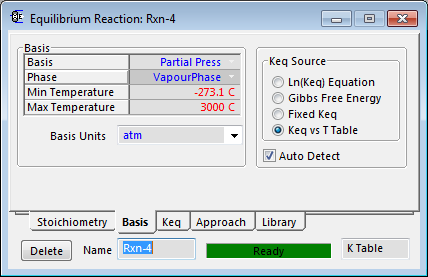 Equilibrium Reaction: Rxn-4
Basis
Basis Partial Press
Phase VapourPhase
Min Temperature -273.1 C
Max Temperature 3000 C
Basis Units atm
Keq Source
Ln(Keq) Equation
Gibbs Free Energy
Fixed Keq
Keq vs T Table
Auto Detect
Stoichiometry Basis Keq Approach Library
Delete Name Rxn-4 Ready K Table